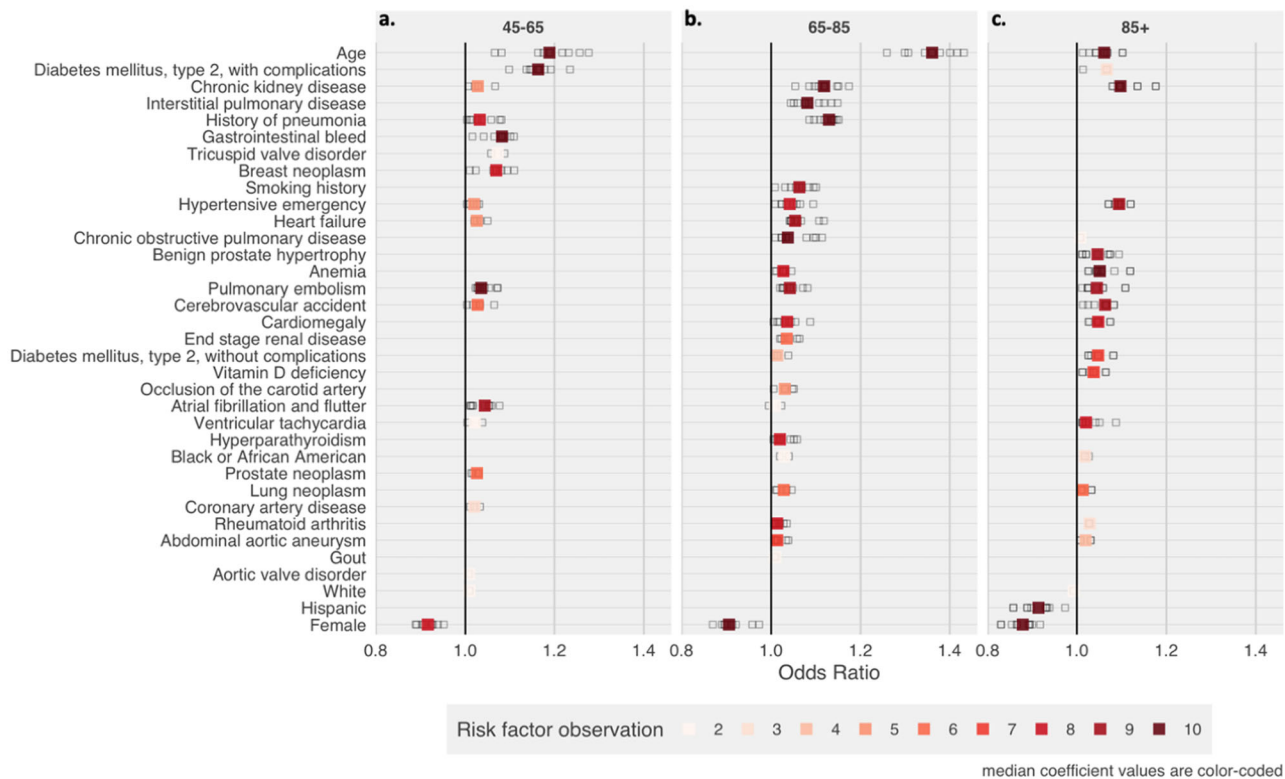 a. b. c.
45-65 65-85 85+
Age
Diabetes mellitus, type 2, with complications
Chronic kidney disease
Interstitial pulmonary disease
History of pneumonia
Gastrointestinal bleed
Tricuspid valve disorder
Breast neoplasm
Smoking history
Hypertensive emergency
Heart failure
Chronic obstructive pulmonary disease
Benign prostate hypertrophy
Anemia
Pulmonary embolism
Cerebrovascular accident
Cardiomegaly
End stage renal disease
Diabetes mellitus, type 2, without complications
Vitamin D deficiency
Occlusion of the carotid artery
Atrial fibrillation and flutter
Ventricular tachycardia
Hyperparathyroidism
Black or African American
Prostate neoplasm
Lung neoplasm
Coronary artery disease
Rheumatoid arthritis
Abdominal aortic aneurysm
Gout
Aortic valve disorder
White
Hispanic
Female
0.8 1.0 1.2 1.4 0.8 1.0 1.2 1.4 0.8 1.0 1.2 1.4
Odds Ratio
Risk factor observation 2 3 4 5 6 7 8 9 10
median coefficient values are color-coded